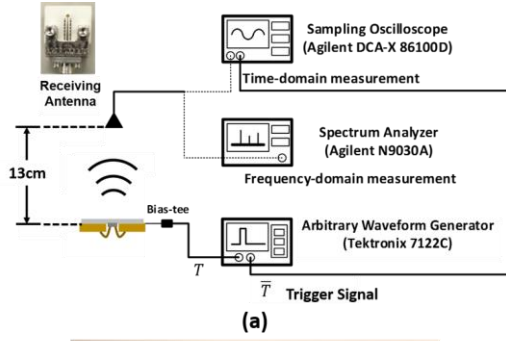 Sampling Oscilloscope
(Agilent DCA-X 86100D)
Time-domain measurement
Receiving
Antenna
Spectrum Analyzer
(Agilent N9030A)
13cm
Frequency-domain measurement
Bias-tee
Arbitrary Waveform Generator
(Tektronix 7122C)
T
T̅
Trigger Signal
(a)